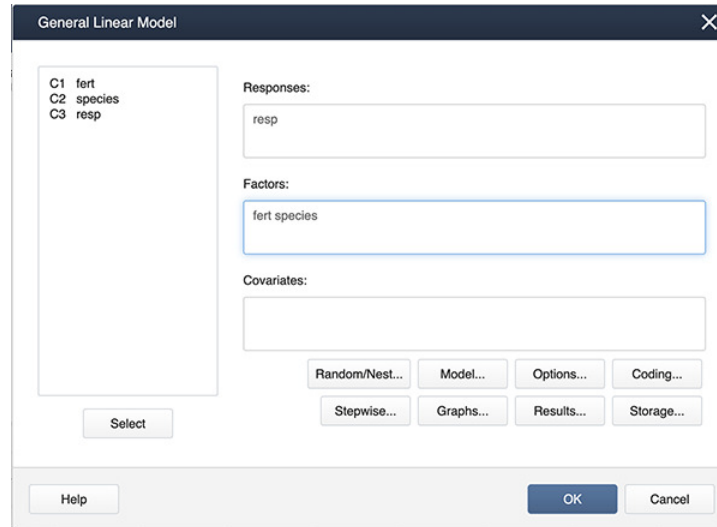 General Linear Model
C1 fert
C2 species
C3 resp
Responses:
resp
Factors:
fert species
Covariates:
Random/Nest... Model... Options... Coding...
Stepwise... Graphs... Results... Storage...
Select
Help OK Cancel